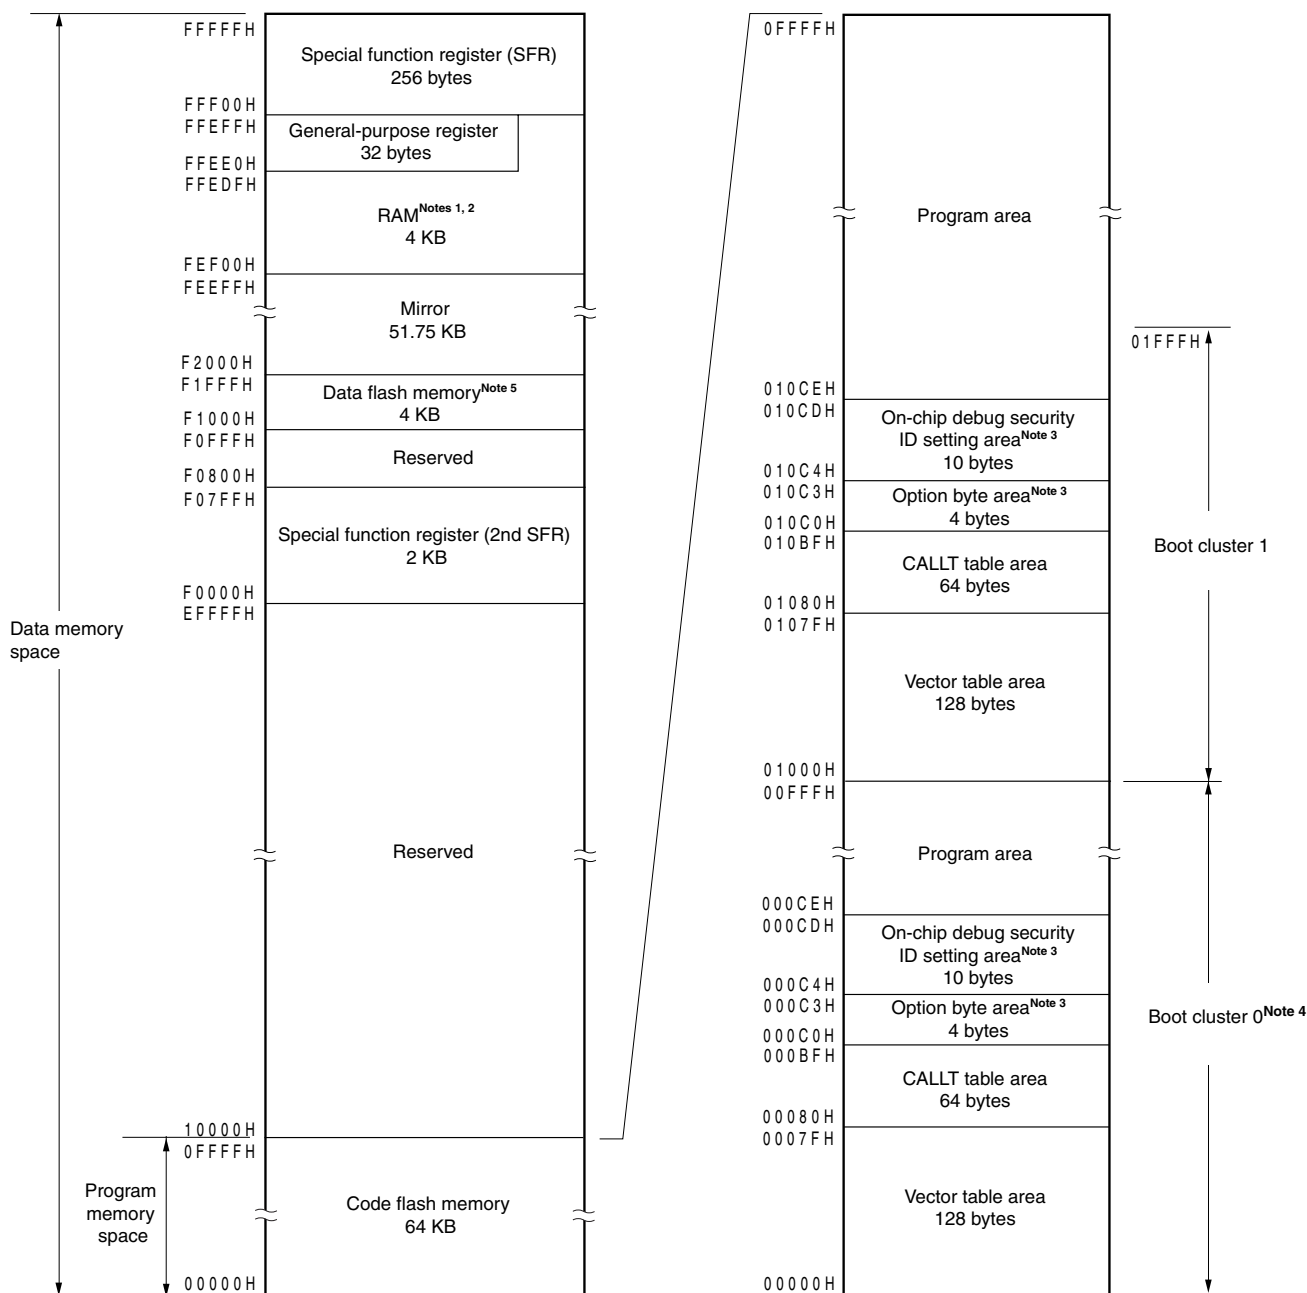 FFFFFH
Special function register (SFR)
256 bytes
FFF00H
FFEFFH
General-purpose register
32 bytes
FFEE0H
FFEDFH
RAMNotes 1, 2
4 KB
FEF00H
FEEFFH
Mirror
51.75 KB
F2000H
F1FFFH
Data flash memoryNote 5
4 KB
F1000H
F0FFFH
Reserved
F0800H
F07FFH
Special function register (2nd SFR)
2 KB
F0000H
EFFFFH
Data memory
space
Reserved
10000H
0FFFFH
Program
memory
space
Code flash memory
64 KB
00000H
0FFFFH
Program area
01FFFH
010CEH
010CDH
On-chip debug security
ID setting areaNote 3
10 bytes
010C4H
010C3H
Option byte areaNote 3
4 bytes
010C0H
010BFH
Boot cluster 1
CALLT table area
64 bytes
01080H
0107FH
Vector table area
128 bytes
01000H
00FFFH
Program area
000CEH
000CDH
On-chip debug security
ID setting areaNote 3
10 bytes
000C4H
000C3H
Option byte areaNote 3
4 bytes
Boot cluster 0Note 4
000C0H
000BFH
CALLT table area
64 bytes
00080H
0007FH
Vector table area
128 bytes
00000H